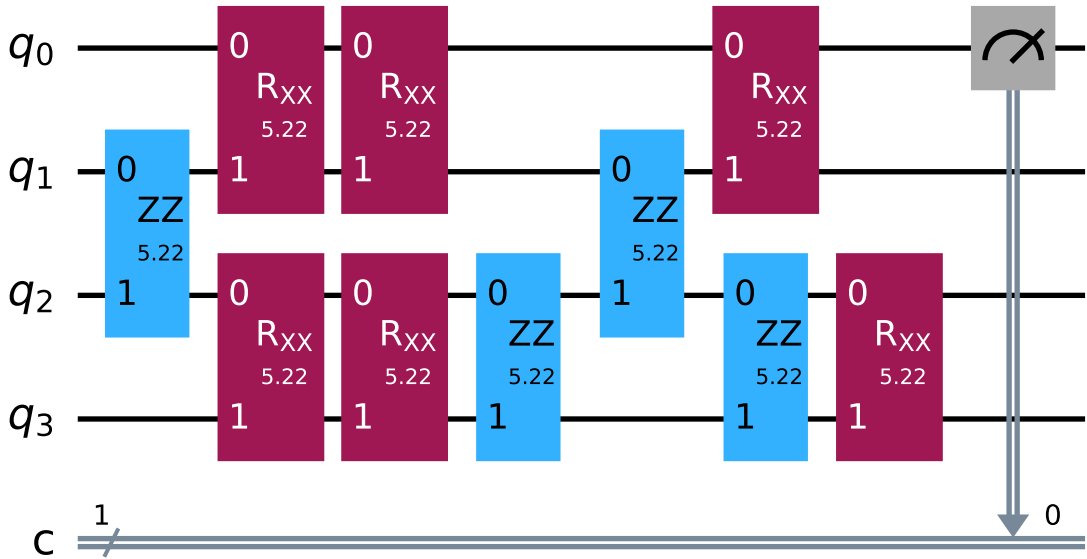 q0
0 0 0
RXX RXX RXX
5.22 5.22 5.22
q1
0 1 1 0 1
ZZ ZZ
5.22 5.22
q2
1 0 0 0 1 0 0
RXX RXX ZZ ZZ RXX
5.22 5.22 5.22 5.22 5.22
q3
1 1 1 1 1
1 0
c